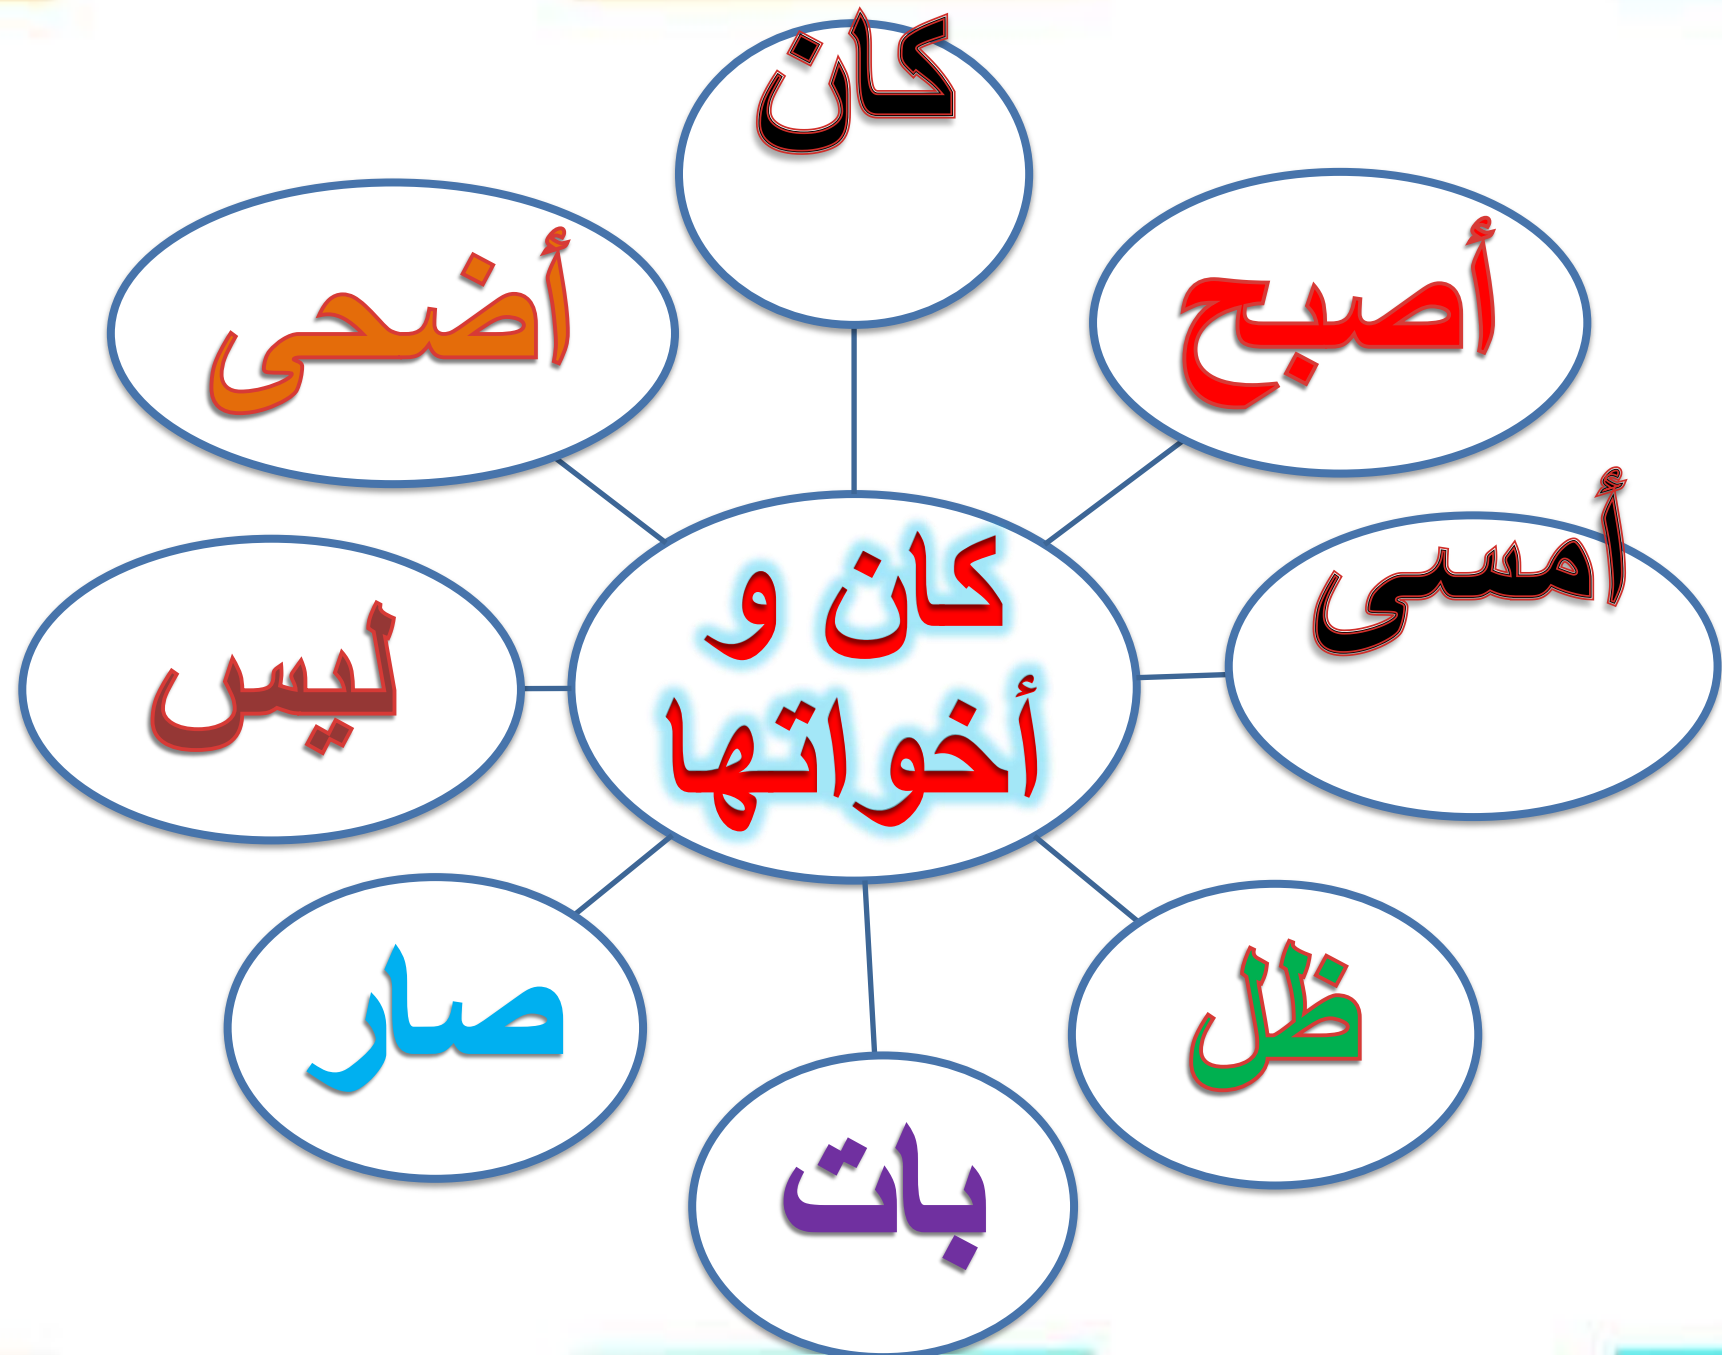 كان
أصبح
أضحى
أمسى
كان و
أخواتها
ليس
ظل
صار
بات